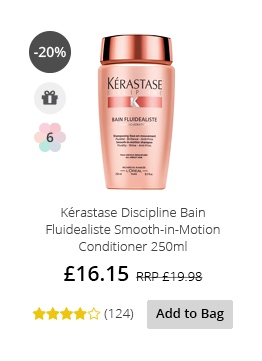 -20%
6
KÉRASTASE
K
BAIN FLUIDEALISTE
L'ORÉAL
Kérastase Discipline Bain
Fluidealiste Smooth-in-Motion
Conditioner 250ml
£16.15 RRP £19.98
(124) Add to Bag